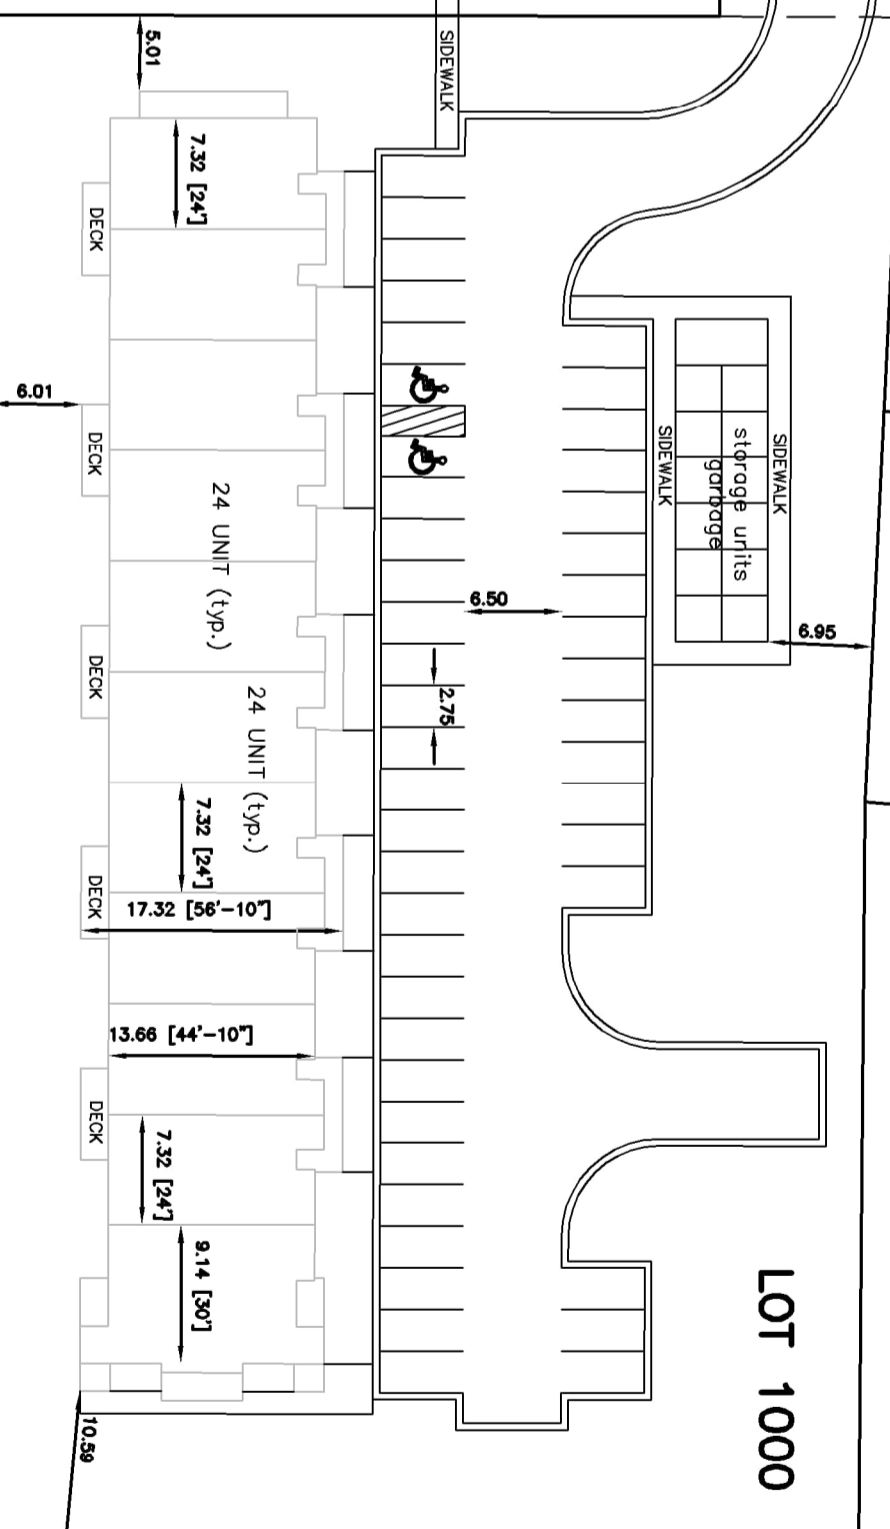 5.01
SIDEWALK
7.32 [24']
DECK
6.01
DECK
SIDEWALK
SIDEWALK
storage units
garbage
24 UNIT (typ.)
6.50
6.95
DECK
2.75
24 UNIT (typ.)
7.32 [24']
DECK
17.32 [56'-10"]
13.66 [44'-10"]
DECK
7.32 [24']
9.14 [30']
LOT 1000
10.59